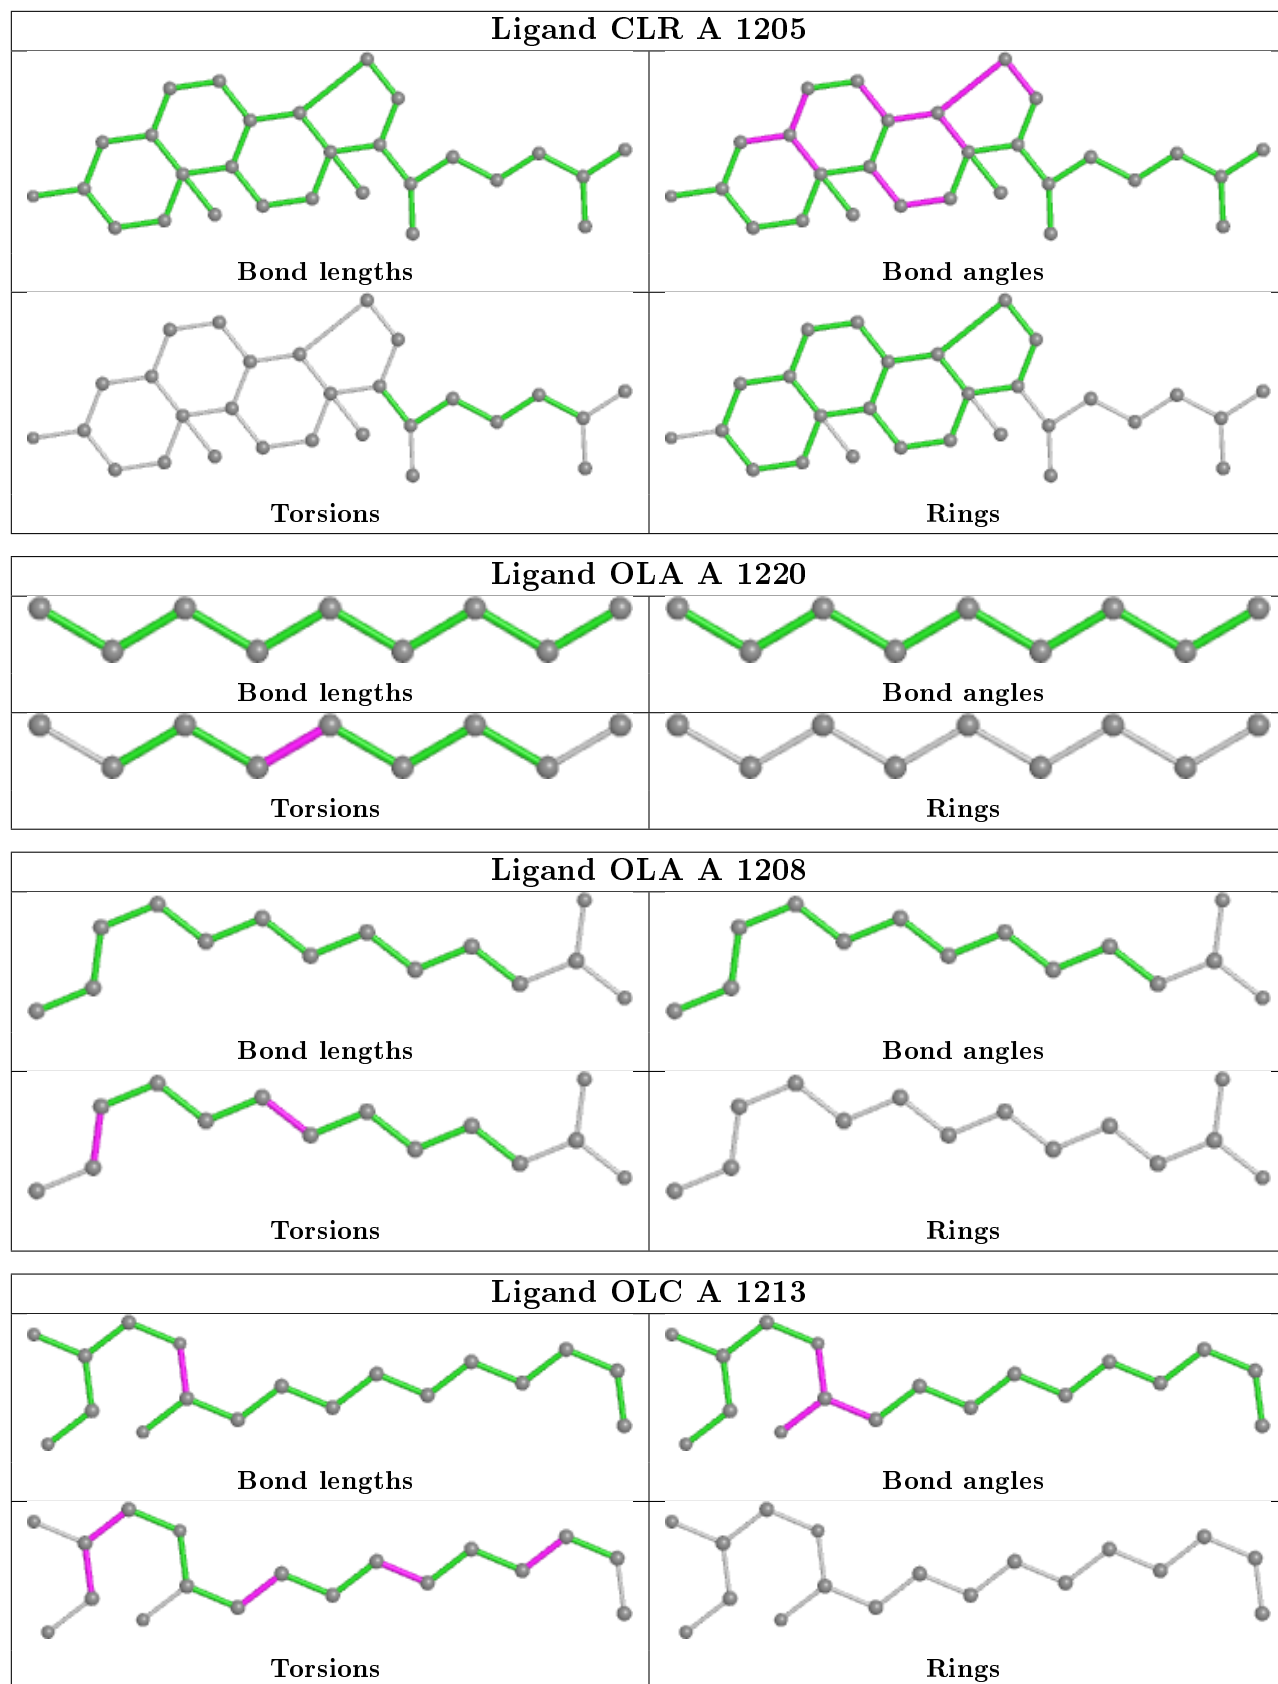 Ligand CLR A 1205
Bond lengths
Bond angles
Torsions
Rings
Ligand OLA A 1220
Bond lengths
Bond angles
Torsions
Rings
Ligand OLA A 1208
Bond lengths
Bond angles
Torsions
Rings
Ligand OLC A 1213
Bond lengths
Bond angles
Torsions
Rings